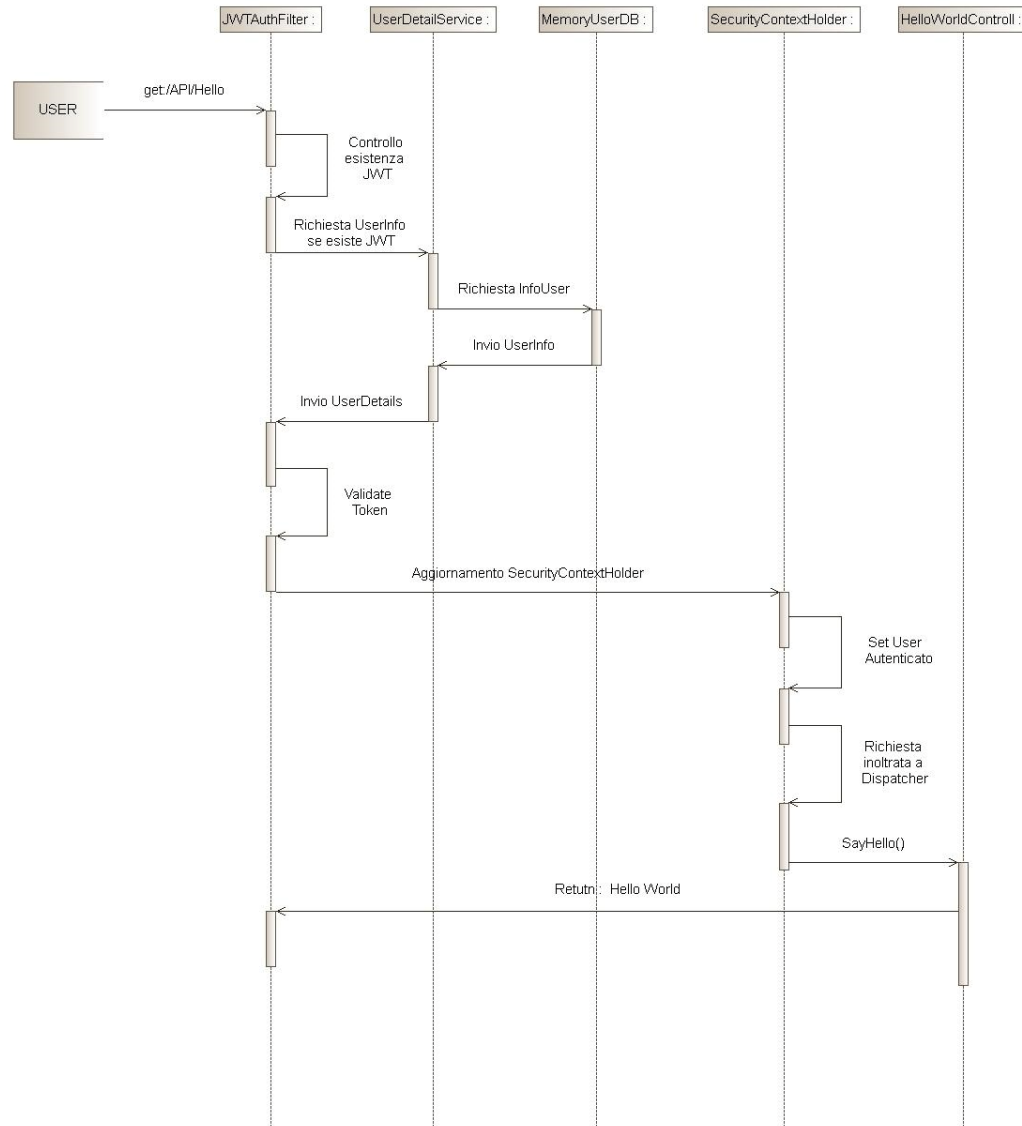 JWTAuthFilter :
UserDetailService :
MemoryUserDB :
SecurityContextHolder :
HelloWorldControll :
USER
get:/API/Hello
Controllo
esistenza
JWT
Richiesta UserInfo
se esiste JWT
Richiesta InfoUser
Invio UserInfo
Invio UserDetails
Validate
Token
Aggiornamento SecurityContextHolder
Set User
Autenticato
Richiesta
inoltrata a
Dispatcher
SayHello()
Retutn : Hello World